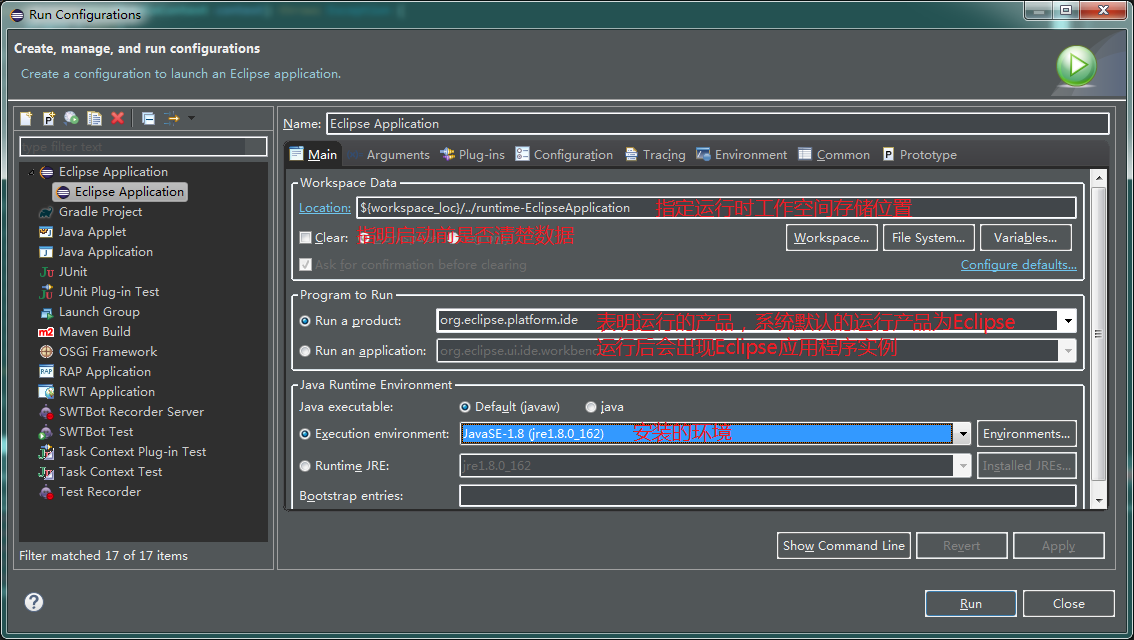 Run Configurations
Create, manage, and run configurations
Create a configuration to launch an Eclipse application.
type filter text
Eclipse Application
Eclipse Application
Gradle Project
Java Applet
Java Application
JUnit
JUnit Plug-in Test
Launch Group
Maven Build
OSGi Framework
RAP Application
RWT Application
SWTBot Recorder Server
SWTBot Test
Task Context Plug-in Test
Task Context Test
Test Recorder
Filter matched 17 of 17 items
Name: Eclipse Application
Main Arguments Plug-ins Configuration Tracing Environment Common Prototype
Workspace Data
Location: ${workspace_loc}/../runtime-EclipseApplication 指定运行时工作空间存储位置
Clear: 指明启动前是否清楚数据
Workspace... File System... Variables...
Ask for confirmation before clearing
Configure defaults...
Program to Run
Run a product: org.eclipse.platform.ide 表明运行的产品，系统默认的运行产品为Eclipse
Run an application: org.eclipse.ui.ide.workbench 运行后会出现Eclipse应用程序实例
Java Runtime Environment
Java executable: Default (javaw) java
Execution environment: JavaSE-1.8 (jre1.8.0_162) 安装的环境 Environments...
Runtime JRE: jre1.8.0_162 Installed JREs...
Bootstrap entries:
Show Command Line Revert Apply
Run Close